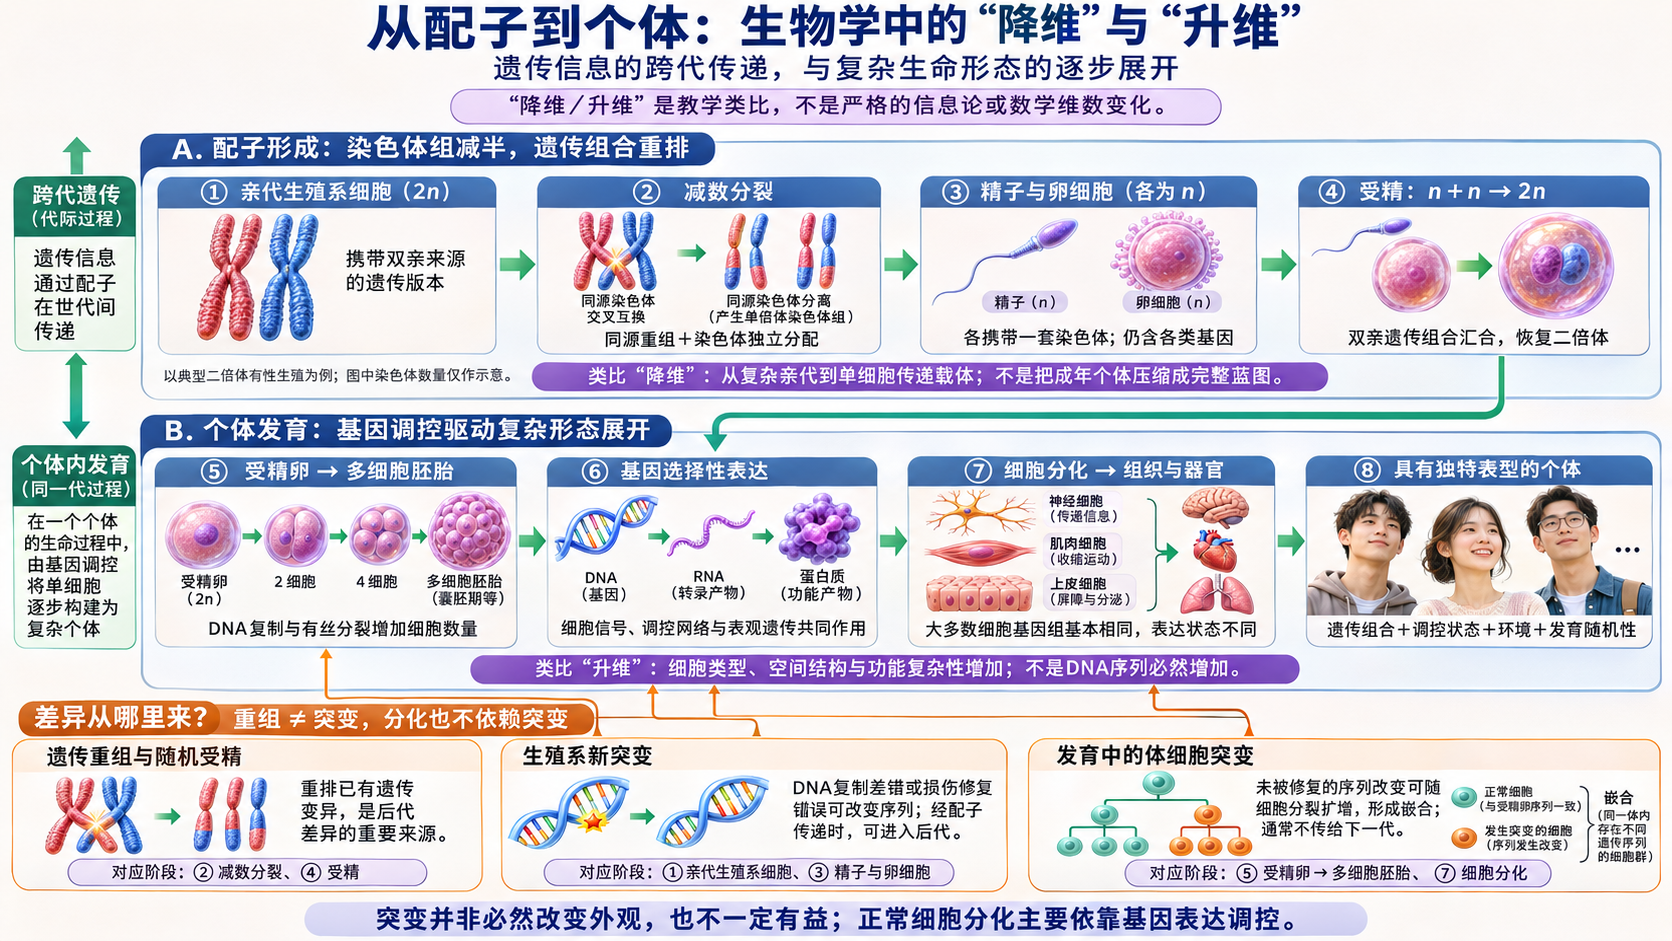 从配子到个体：生物学中的“降维”与“升维”
遗传信息的跨代传递，与复杂生命形态的逐步展开
“降维／升维”是教学类比，不是严格的信息论或数学维数变化。
跨代遗传
（代际过程）
遗传信息
通过配子
在世代间
传递
A. 配子形成：染色体组减半，遗传组合重排
① 亲代生殖系细胞（2n）
携带双亲来源
的遗传版本
② 减数分裂
同源染色体
交叉互换
同源染色体分离
（产生单倍体染色体组）
同源重组＋染色体独立分配
③ 精子与卵细胞（各为 n）
精子（n）
卵细胞（n）
各携带一套染色体；仍含各类基因
④ 受精：n＋n → 2n
双亲遗传组合汇合，恢复二倍体
以典型二倍体有性生殖为例；图中染色体数量仅作示意。
类比“降维”：从复杂亲代到单细胞传递载体；不是把成年个体压缩成完整蓝图。
个体内发育
（同一代过程）
在一个个体
的生命过程中，
由基因调控
将单细胞
逐步构建为
复杂个体
B. 个体发育：基因调控驱动复杂形态展开
⑤ 受精卵 → 多细胞胚胎
受精卵
（2n）
2 细胞
4 细胞
多细胞胚胎
（囊胚期等）
DNA复制与有丝分裂增加细胞数量
⑥ 基因选择性表达
DNA
（基因）
RNA
（转录产物）
蛋白质
（功能产物）
细胞信号、调控网络与表观遗传共同作用
⑦ 细胞分化 → 组织与器官
神经细胞
（传递信息）
肌肉细胞
（收缩运动）
上皮细胞
（屏障与分泌）
大多数细胞基因组基本相同，表达状态不同
⑧ 具有独特表型的个体
...
遗传组合＋调控状态＋环境＋发育随机性
类比“升维”：细胞类型、空间结构与功能复杂性增加；不是DNA序列必然增加。
差异从哪里来？ 重组 ≠ 突变，分化也不依赖突变
遗传重组与随机受精
重排已有遗传
变异，是后代
差异的重要来源。
对应阶段：② 减数分裂、④ 受精
生殖系新突变
DNA复制差错或损伤修复
错误可改变序列；经配子
传递时，可进入后代。
对应阶段：① 亲代生殖系细胞、③ 精子与卵细胞
发育中的体细胞突变
未被修复的序列改变可随
细胞分裂扩增，形成嵌合；
通常不传给下一代。
正常细胞
（与受精卵序列一致）
发生突变的细胞
（序列发生改变）
嵌合
（同一体内
存在不同
遗传序列
的细胞群）
对应阶段：⑤ 受精卵 → 多细胞胚胎、⑦ 细胞分化
突变并非必然改变外观，也不一定有益；正常细胞分化主要依靠基因表达调控。